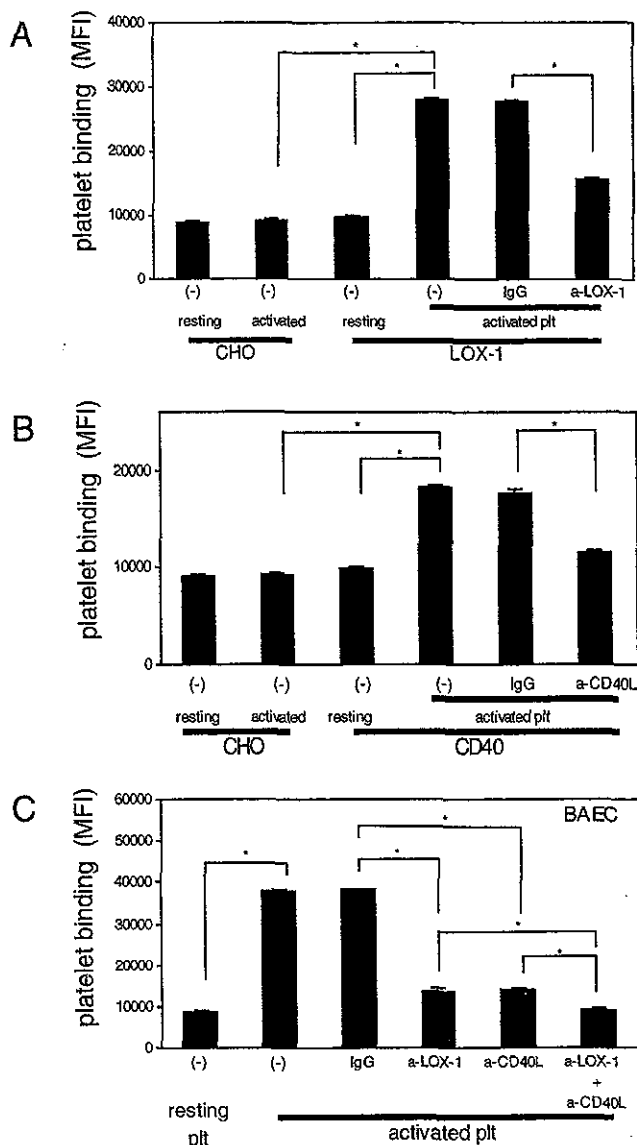 A
platelet binding (MFI)
40000
30000
20000
10000
0
*
*
*
(-) (-) (-) (-) IgG a-LOX-1
resting activated resting activated plt
CHO LOX-1
B
platelet binding (MFI)
20000
10000
0
*
*
*
(-) (-) (-) (-) IgG a-CD40L
resting activated resting activated plt
CHO CD40
C
platelet binding (MFI)
BAEC
60000
50000
40000
30000
20000
10000
0
*
*
*
*
*
(-) (-) IgG a-LOX-1 a-CD40L a-LOX-1
+
a-CD40L
resting
plt
activated plt